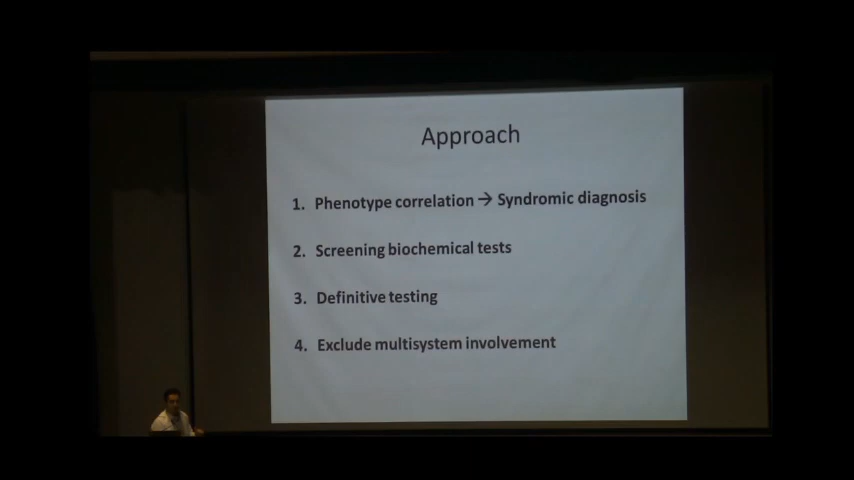 Approach
1. Phenotype correlation → Syndromic diagnosis
2. Screening biochemical tests
3. Definitive testing
4. Exclude multisystem involvement